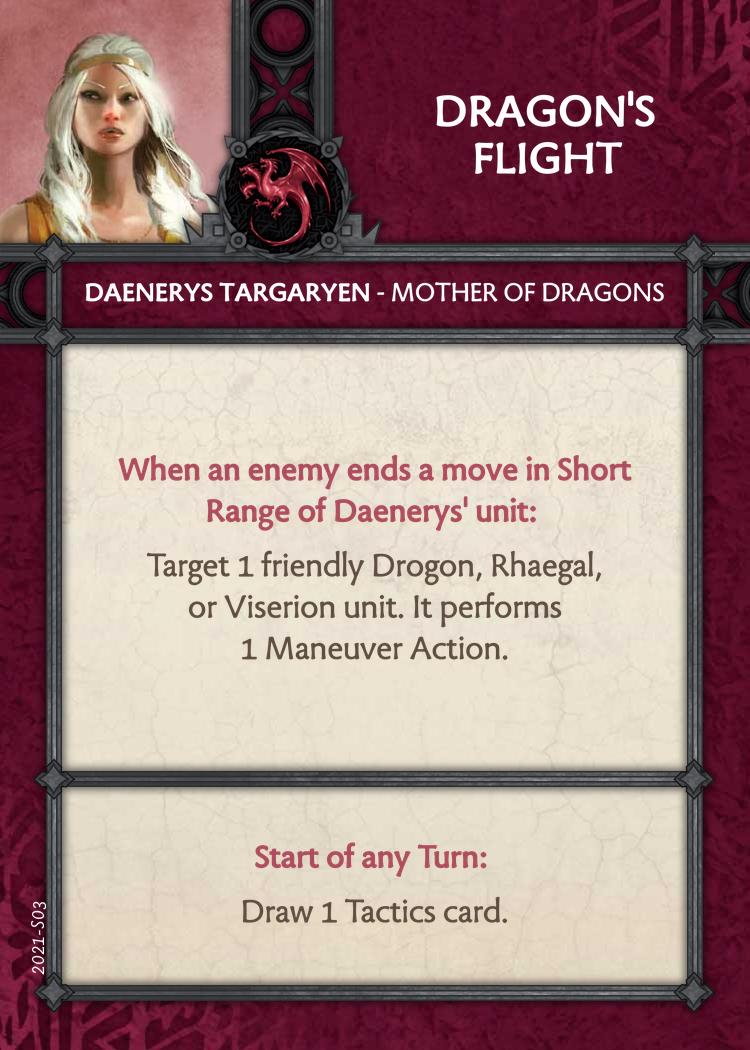 DRAGON'S
FLIGHT
DAENERYS TARGARYEN - MOTHER OF DRAGONS
When an enemy ends a move in Short
Range of Daenerys' unit:
Target 1 friendly Drogon, Rhaegal,
or Viserion unit. It performs
1 Maneuver Action.
Start of any Turn:
Draw 1 Tactics card.
2021-S03